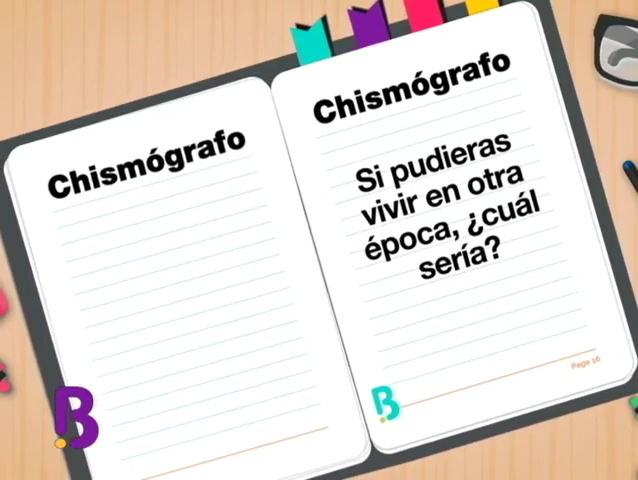 Chismógrafo
Chismógrafo
Si pudieras
vivir en otra
época, ¿cuál
sería?
Page 16
B
B